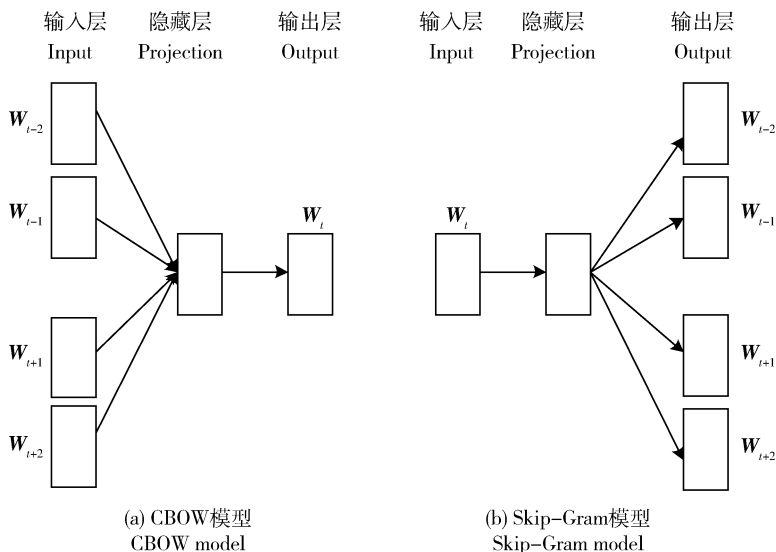 输入层 隐藏层 输出层
Input Projection Output
W_{t-2}
W_{t-1}
W_t
W_{t+1}
W_{t+2}
(a) CBOW模型
CBOW model
输入层 隐藏层 输出层
Input Projection Output
W_t
W_{t-2}
W_{t-1}
W_{t+1}
W_{t+2}
(b) Skip-Gram模型
Skip-Gram model